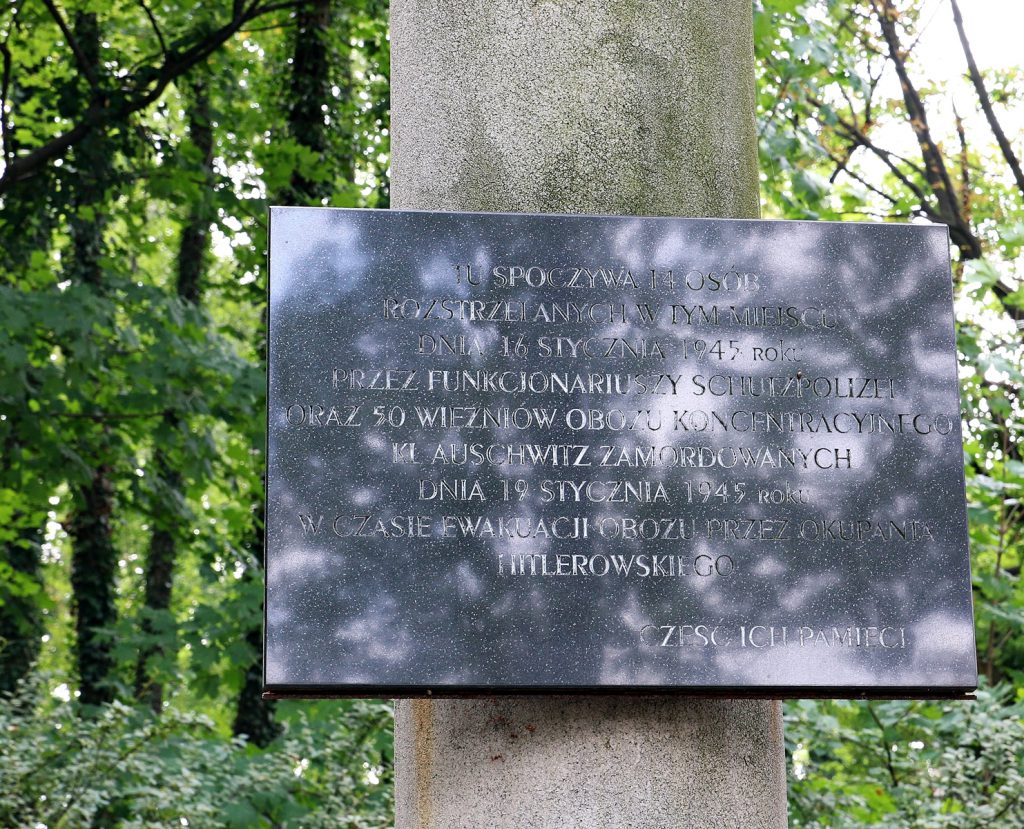 TU SPOCZYWA 14 OSÓB
ROZSTRZELANYCH W TYM MIEJSCU
DNIA 16 STYCZNIA 1945 ROKU
PRZEZ FUNKCJONARIUSZY SCHUTZPOLIZEI
ORAZ 50 WIĘŹNIÓW OBOZU KONCENTRACYJNEGO
KL AUSCHWITZ ZAMORDOWANYCH
DNIA 19 STYCZNIA 1945 ROKU
W CZASIE EWAKUACJI OBOZU PRZEZ OKUPANTA
HITLEROWSKIEGO
CZEŚĆ ICH PAMIĘCI